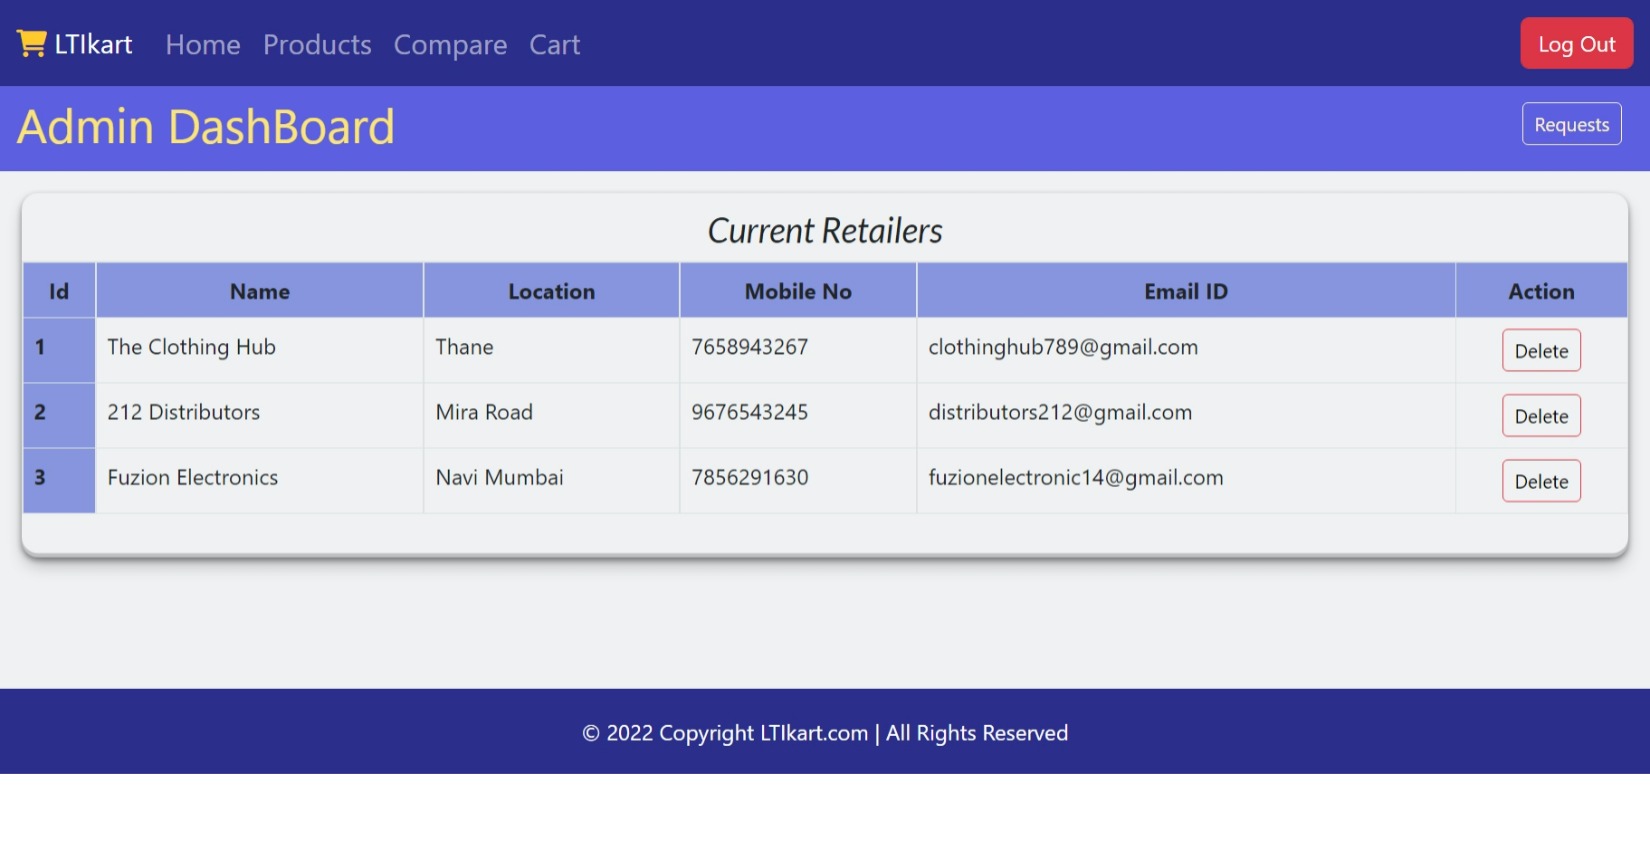 LTIkart Home Products Compare Cart Log Out
Admin DashBoard Requests
Current Retailers
Id Name Location Mobile No Email ID Action
1 The Clothing Hub Thane 7658943267 clothinghub789@gmail.com Delete
2 212 Distributors Mira Road 9676543245 distributors212@gmail.com Delete
3 Fuzion Electronics Navi Mumbai 7856291630 fuzionelectronic14@gmail.com Delete
© 2022 Copyright LTIkart.com | All Rights Reserved